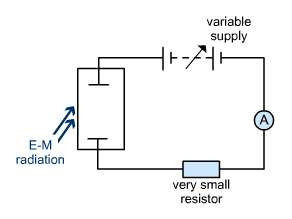 variable
supply
A
E-M
radiation
very small
resistor